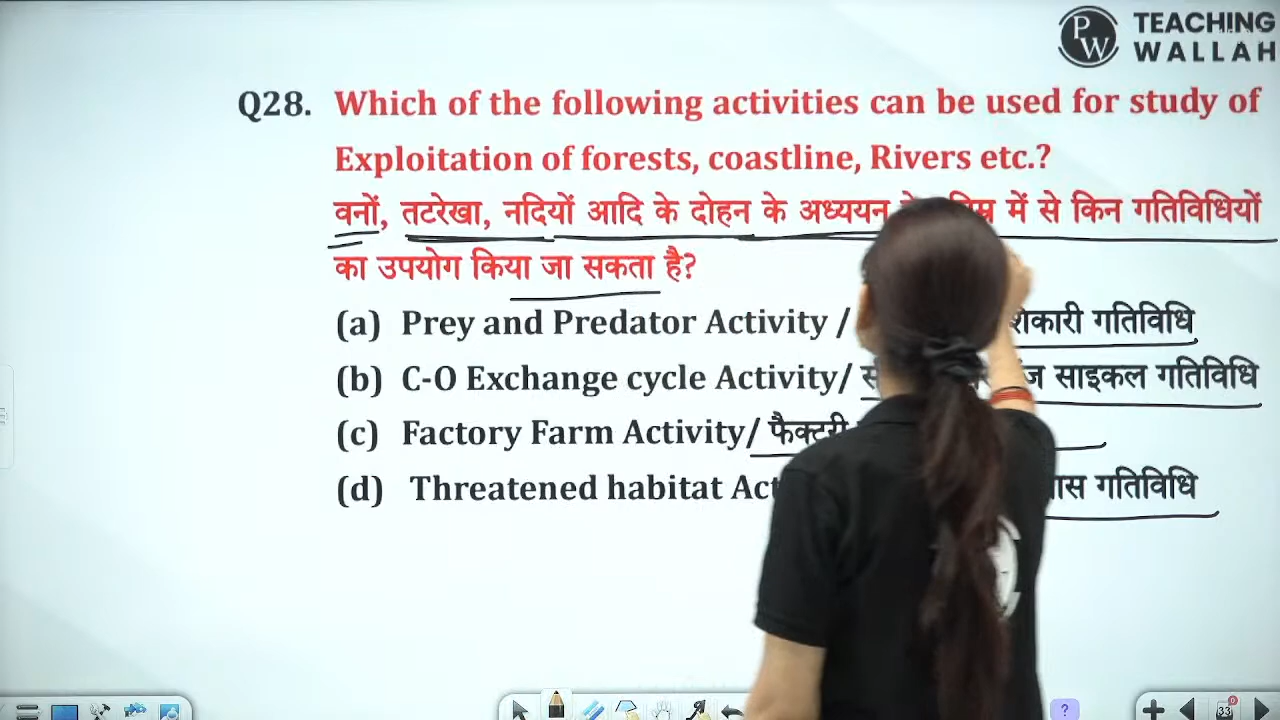 TEACHING
WALLAH
PW
Q28. Which of the following activities can be used for study of
Exploitation of forests, coastline, Rivers etc.?
वनों, तटरेखा, नदियों आदि के दोहन के अध्ययन में से किन गतिविधियों
का उपयोग किया जा सकता है?
(a) Prey and Predator Activity / शिकारी गतिविधि
(b) C-O Exchange cycle Activity/ साइकल गतिविधि
(c) Factory Farm Activity/ फैक्टरी
(d) Threatened habitat गतिविधि
33
?